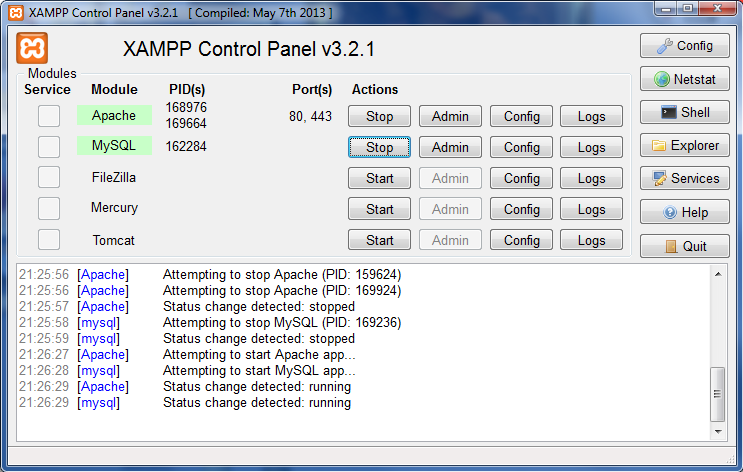 XAMPP Control Panel v3.2.1 [ Compiled: May 7th 2013 ]
XAMPP Control Panel v3.2.1
Config
Modules
Service Module PID(s) Port(s) Actions
Netstat
Apache 168976 169664 80, 443 Stop Admin Config Logs
Shell
MySQL 162284 Stop Admin Config Logs
Explorer
FileZilla Start Admin Config Logs
Services
Mercury Start Admin Config Logs
Help
Tomcat Start Admin Config Logs
Quit
21:25:56 [Apache] Attempting to stop Apache (PID: 159624)
21:25:56 [Apache] Attempting to stop Apache (PID: 169924)
21:25:57 [Apache] Status change detected: stopped
21:25:58 [mysql] Attempting to stop MySQL (PID: 169236)
21:25:59 [mysql] Status change detected: stopped
21:26:27 [Apache] Attempting to start Apache app...
21:26:28 [mysql] Attempting to start MySQL app...
21:26:29 [Apache] Status change detected: running
21:26:29 [mysql] Status change detected: running